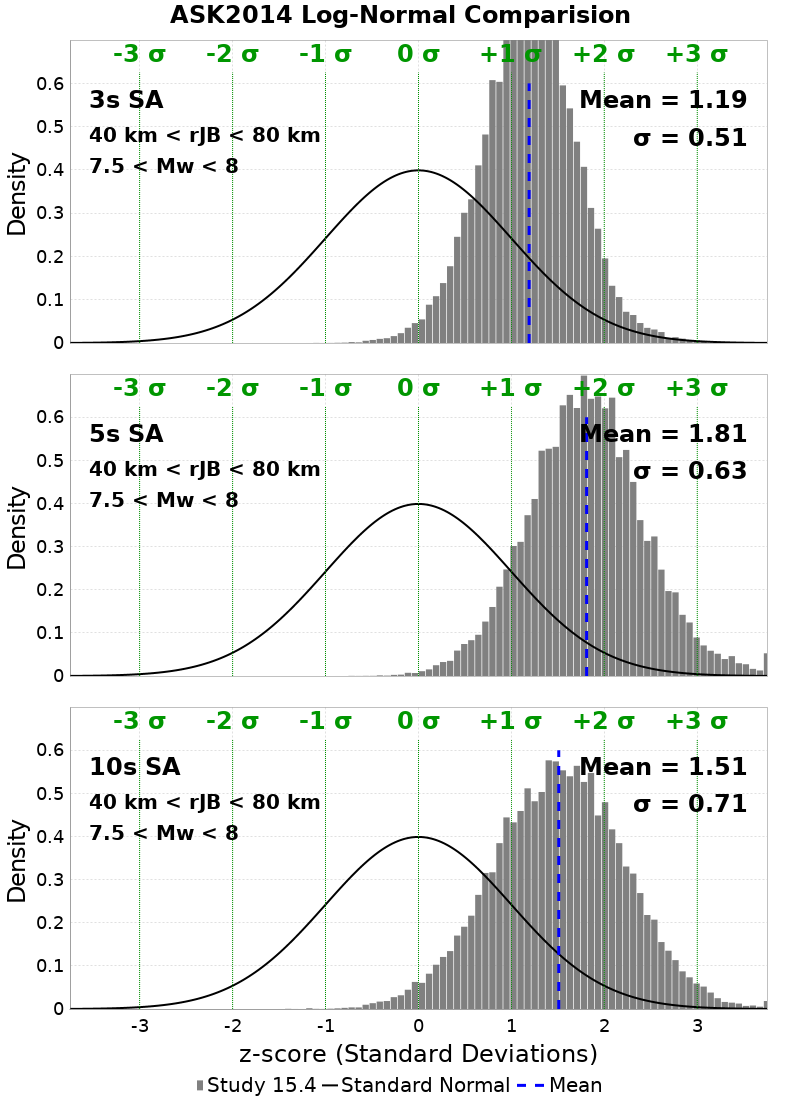 ASK2014 Log-Normal Comparision
-3 σ -2 σ -1 σ 0 σ +1 σ +2 σ +3 σ
3s SA
40 km < rJB < 80 km
7.5 < Mw < 8
Mean = 1.19
σ = 0.51
Density
0.6
0.5
0.4
0.3
0.2
0.1
0
-3 σ -2 σ -1 σ 0 σ +1 σ +2 σ +3 σ
5s SA
40 km < rJB < 80 km
7.5 < Mw < 8
Mean = 1.81
σ = 0.63
Density
0.6
0.5
0.4
0.3
0.2
0.1
0
-3 σ -2 σ -1 σ 0 σ +1 σ +2 σ +3 σ
10s SA
40 km < rJB < 80 km
7.5 < Mw < 8
Mean = 1.51
σ = 0.71
Density
0.6
0.5
0.4
0.3
0.2
0.1
0
-3 -2 -1 0 1 2 3
z-score (Standard Deviations)
Study 15.4 Standard Normal Mean